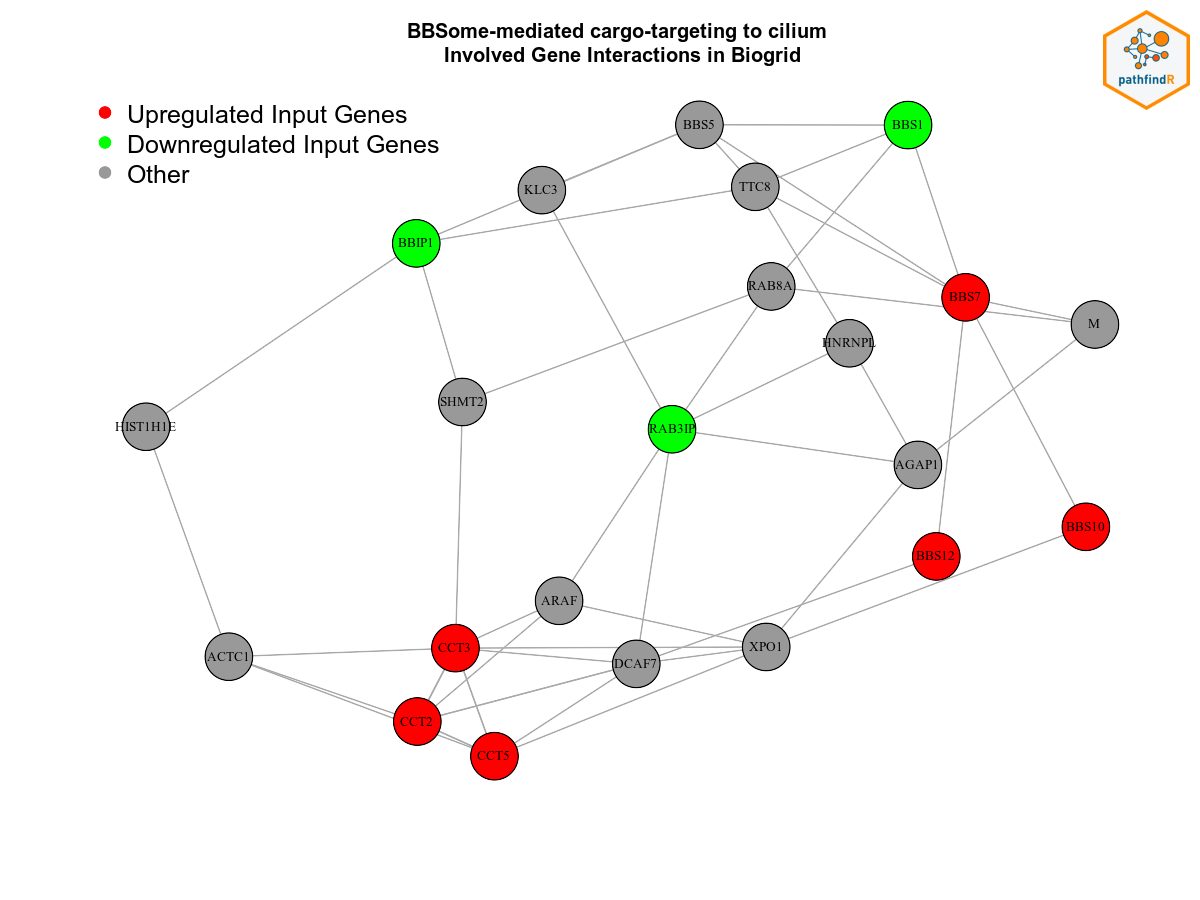 BBSome-mediated cargo-targeting to cilium
Involved Gene Interactions in Biogrid
pathfindR
Upregulated Input Genes
Downregulated Input Genes
Other
BBS5
BBS1
KLC3
TTC8
BBIP1
RAB8A
BBS7
M
HNRNPL
SHMT2
HIST1H1E
RAB3IP
AGAP1
BBS10
BBS12
ARAF
CCT3
XPO1
ACTC1
DCAF7
CCT2
CCT5